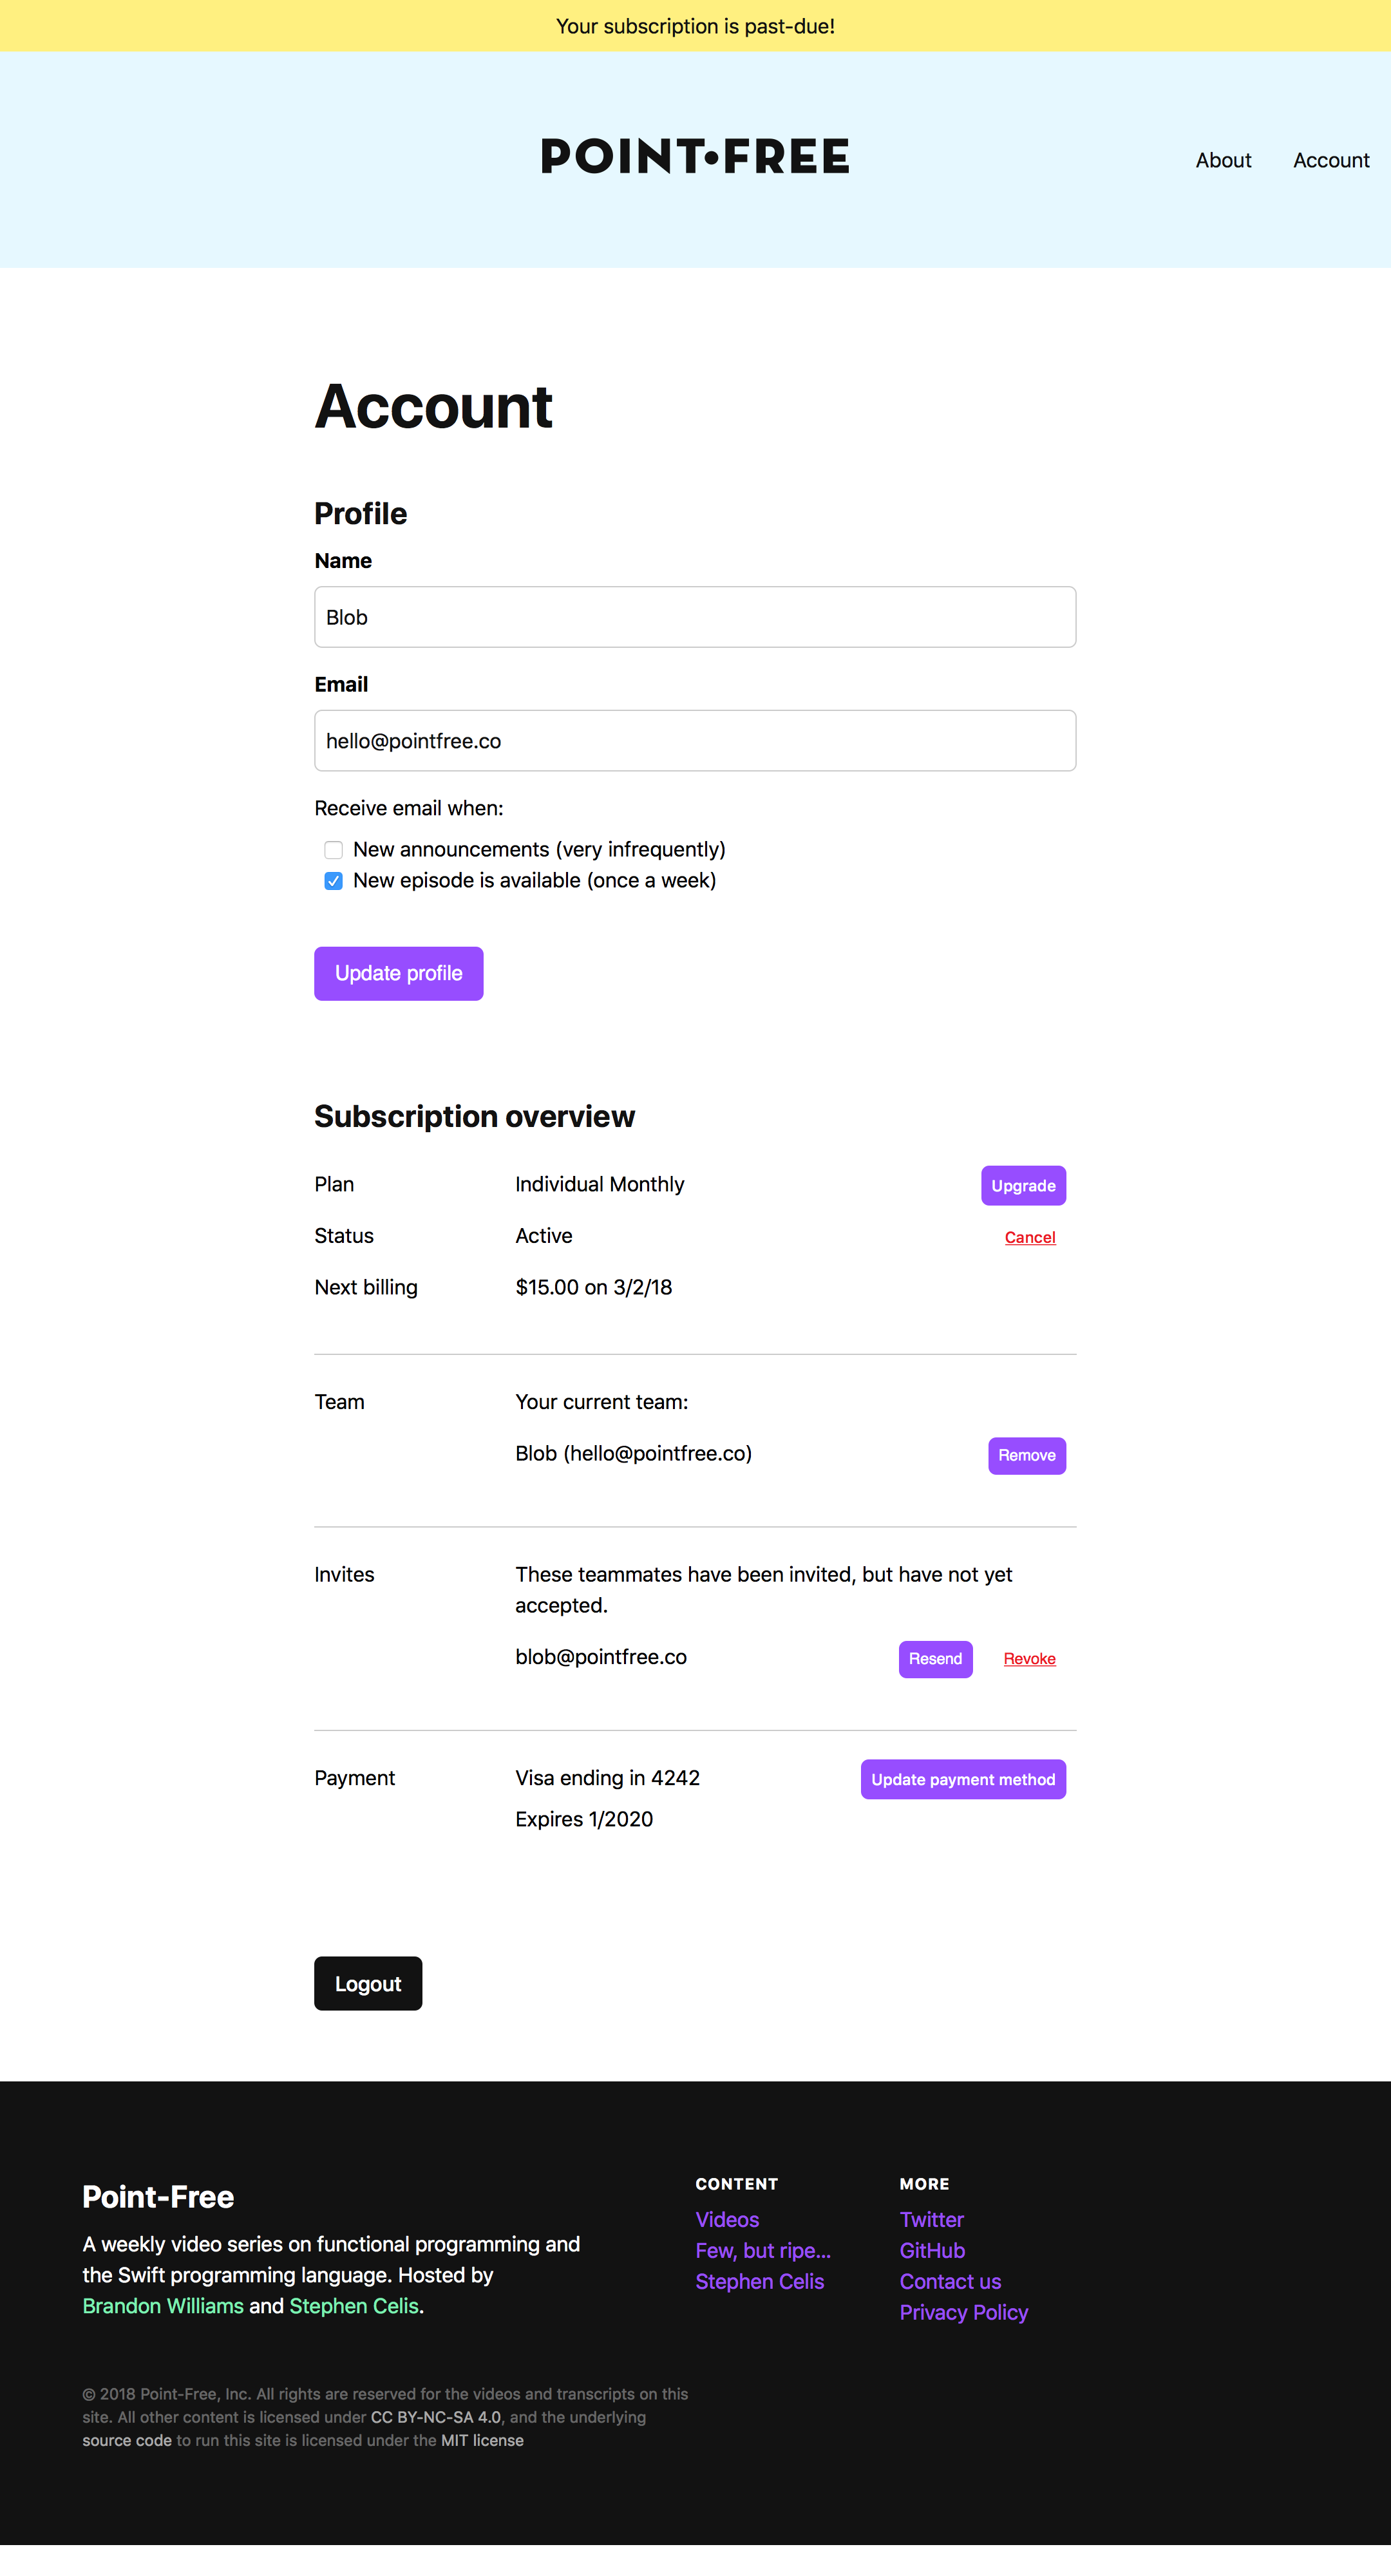 Your subscription is past-due!
POINT•FREE
About Account
Account
Profile
Name
Blob
Email
hello@pointfree.co
Receive email when:
New announcements (very infrequently)
New episode is available (once a week)
Update profile
Subscription overview
Plan Individual Monthly Upgrade
Status Active Cancel
Next billing $15.00 on 3/2/18
Team Your current team:
Blob (hello@pointfree.co) Remove
Invites These teammates have been invited, but have not yet
accepted.
blob@pointfree.co Resend Revoke
Payment Visa ending in 4242 Update payment method
Expires 1/2020
Logout
Point-Free
A weekly video series on functional programming and
the Swift programming language. Hosted by
Brandon Williams and Stephen Celis.
CONTENT
Videos
Few, but ripe...
Stephen Celis
MORE
Twitter
GitHub
Contact us
Privacy Policy
© 2018 Point-Free, Inc. All rights are reserved for the videos and transcripts on this
site. All other content is licensed under CC BY-NC-SA 4.0, and the underlying
source code to run this site is licensed under the MIT license